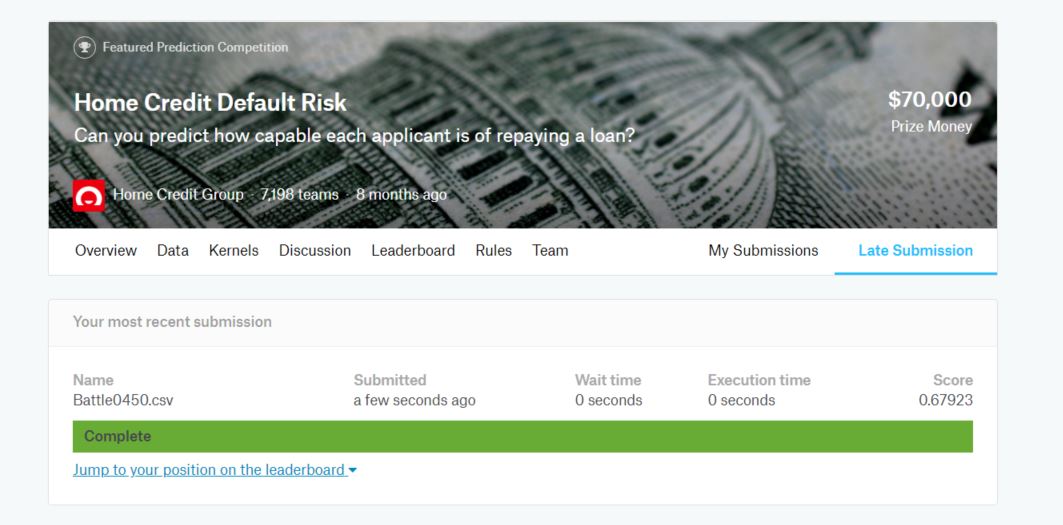 Featured Prediction Competition
Home Credit Default Risk
Can you predict how capable each applicant is of repaying a loan?
$70,000
Prize Money
Home Credit Group · 7,198 teams · 8 months ago
Overview Data Kernels Discussion Leaderboard Rules Team My Submissions Late Submission
Your most recent submission
Name Submitted Wait time Execution time Score
Battle0450.csv a few seconds ago 0 seconds 0 seconds 0.67923
Complete
Jump to your position on the leaderboard